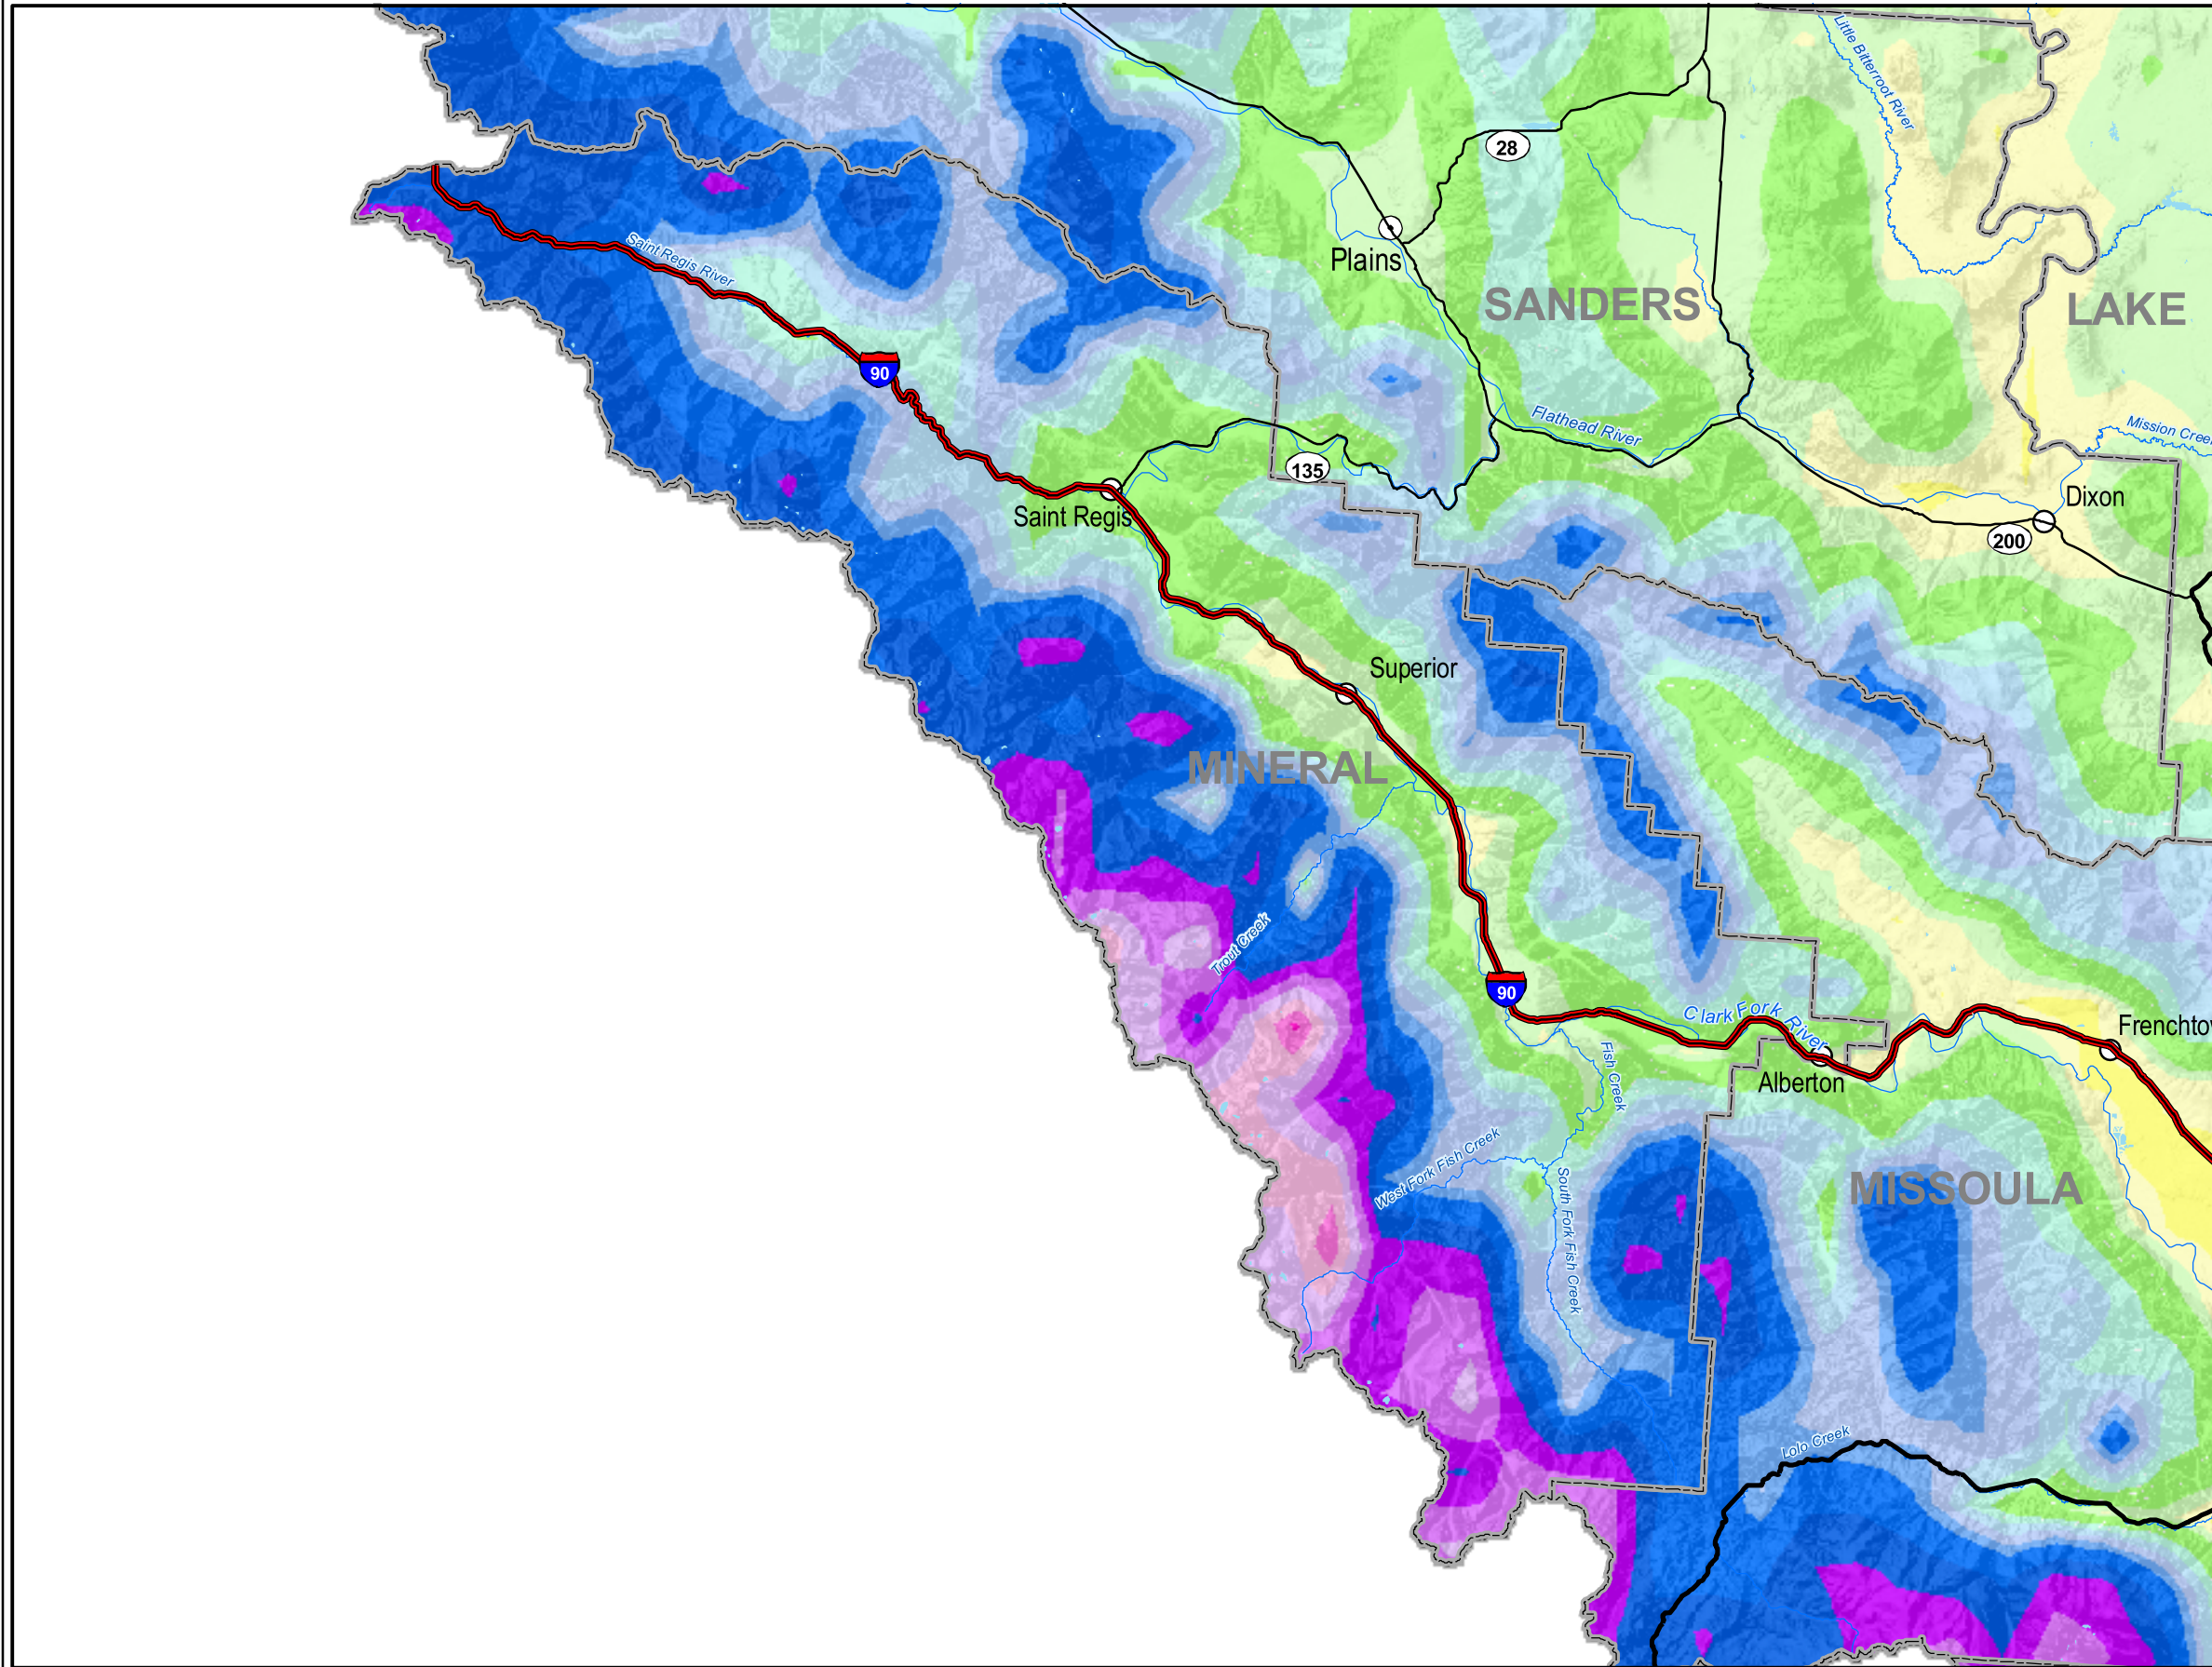 Little Bitterroot River
28
Saint Regis River
Plains
SANDERS
LAKE
90
Flathead River
Mission Creek
135
Saint Regis
Dixon
200
Superior
MINERAL
Trout Creek
90
Clark Fork River
Frenchto
Fish Creek
Alberton
West Fork Fish Creek
South Fork Fish Creek
MISSOULA
Lolo Creek